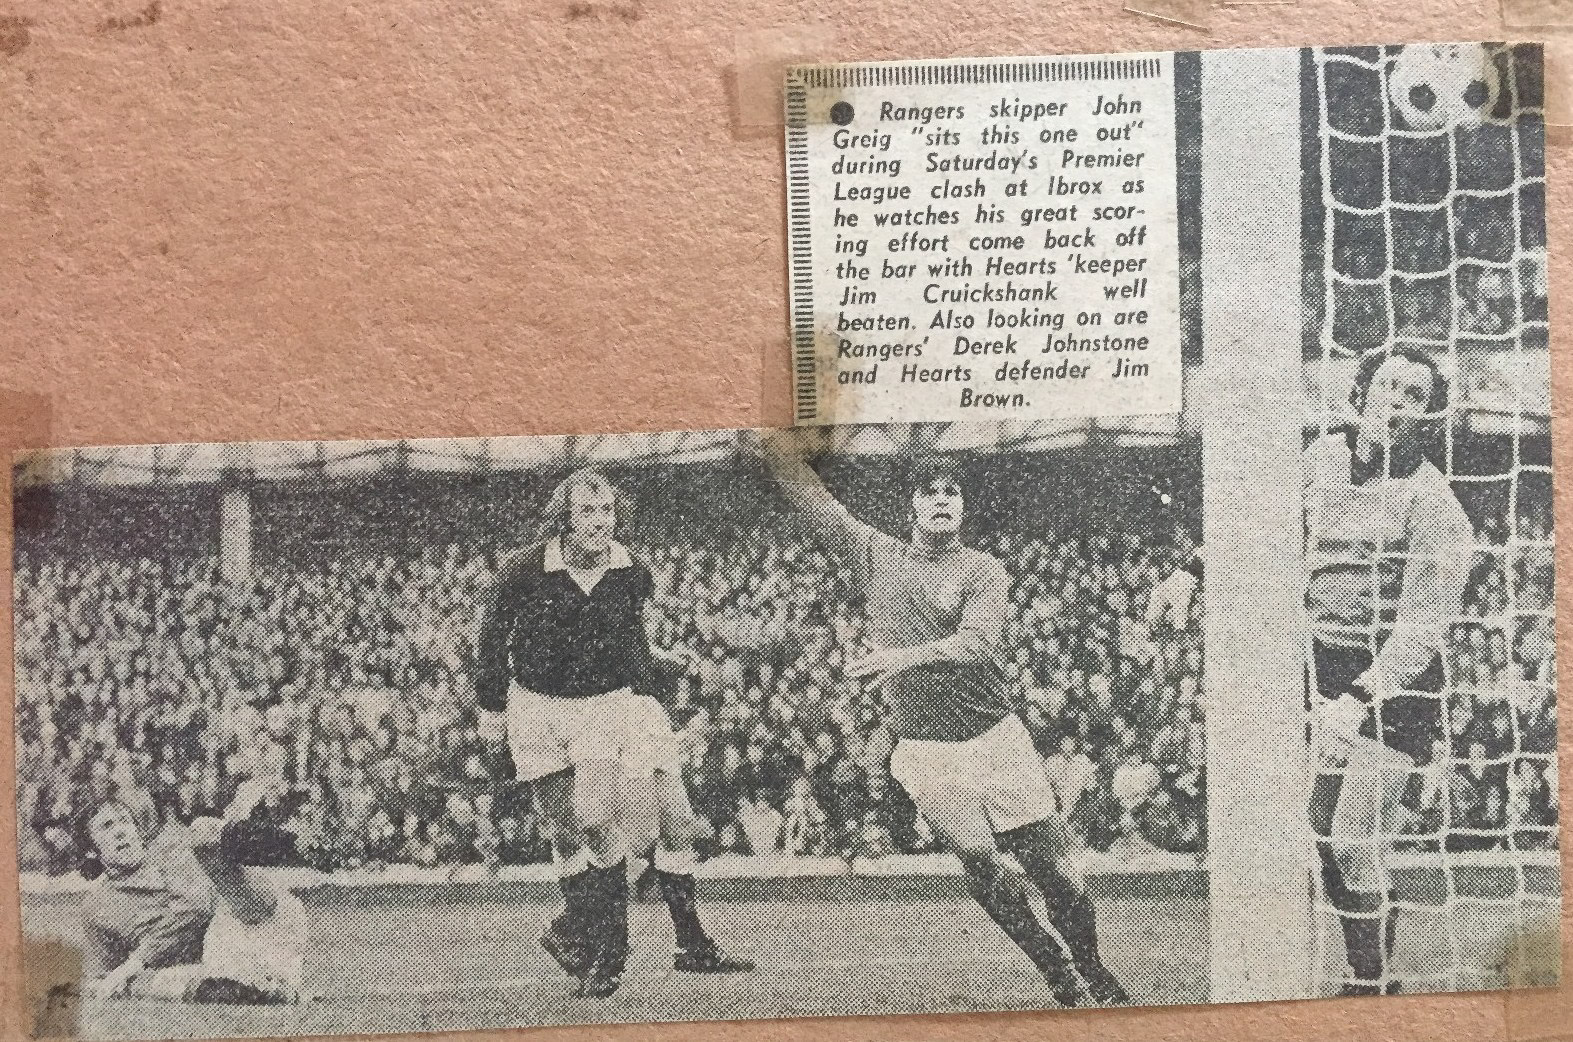 ● Rangers skipper John
Greig "sits this one out"
during Saturday's Premier
League clash at Ibrox as
he watches his great scor-
ing effort come back off
the bar with Hearts 'keeper
Jim Cruickshank well
beaten. Also looking on are
Rangers' Derek Johnstone
and Hearts defender Jim
Brown.